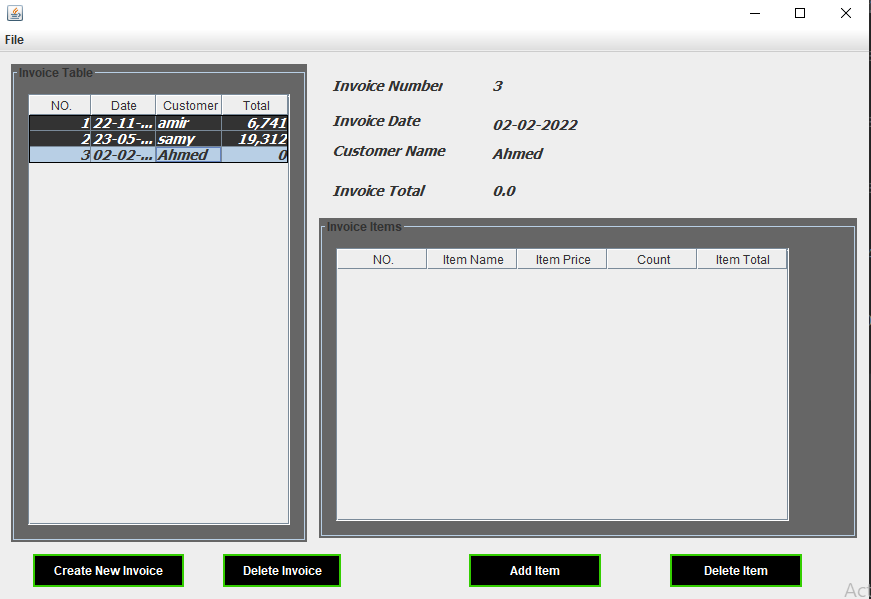 File
Invoice Table
NO. Date Customer Total
1 22-11-... amir 6,741
2 23-05-... samy 19,312
3 02-02-... Ahmed 0
Invoice Number 3
Invoice Date 02-02-2022
Customer Name Ahmed
Invoice Total 0.0
Invoice Items
NO. Item Name Item Price Count Item Total
Create New Invoice Delete Invoice Add Item Delete Item